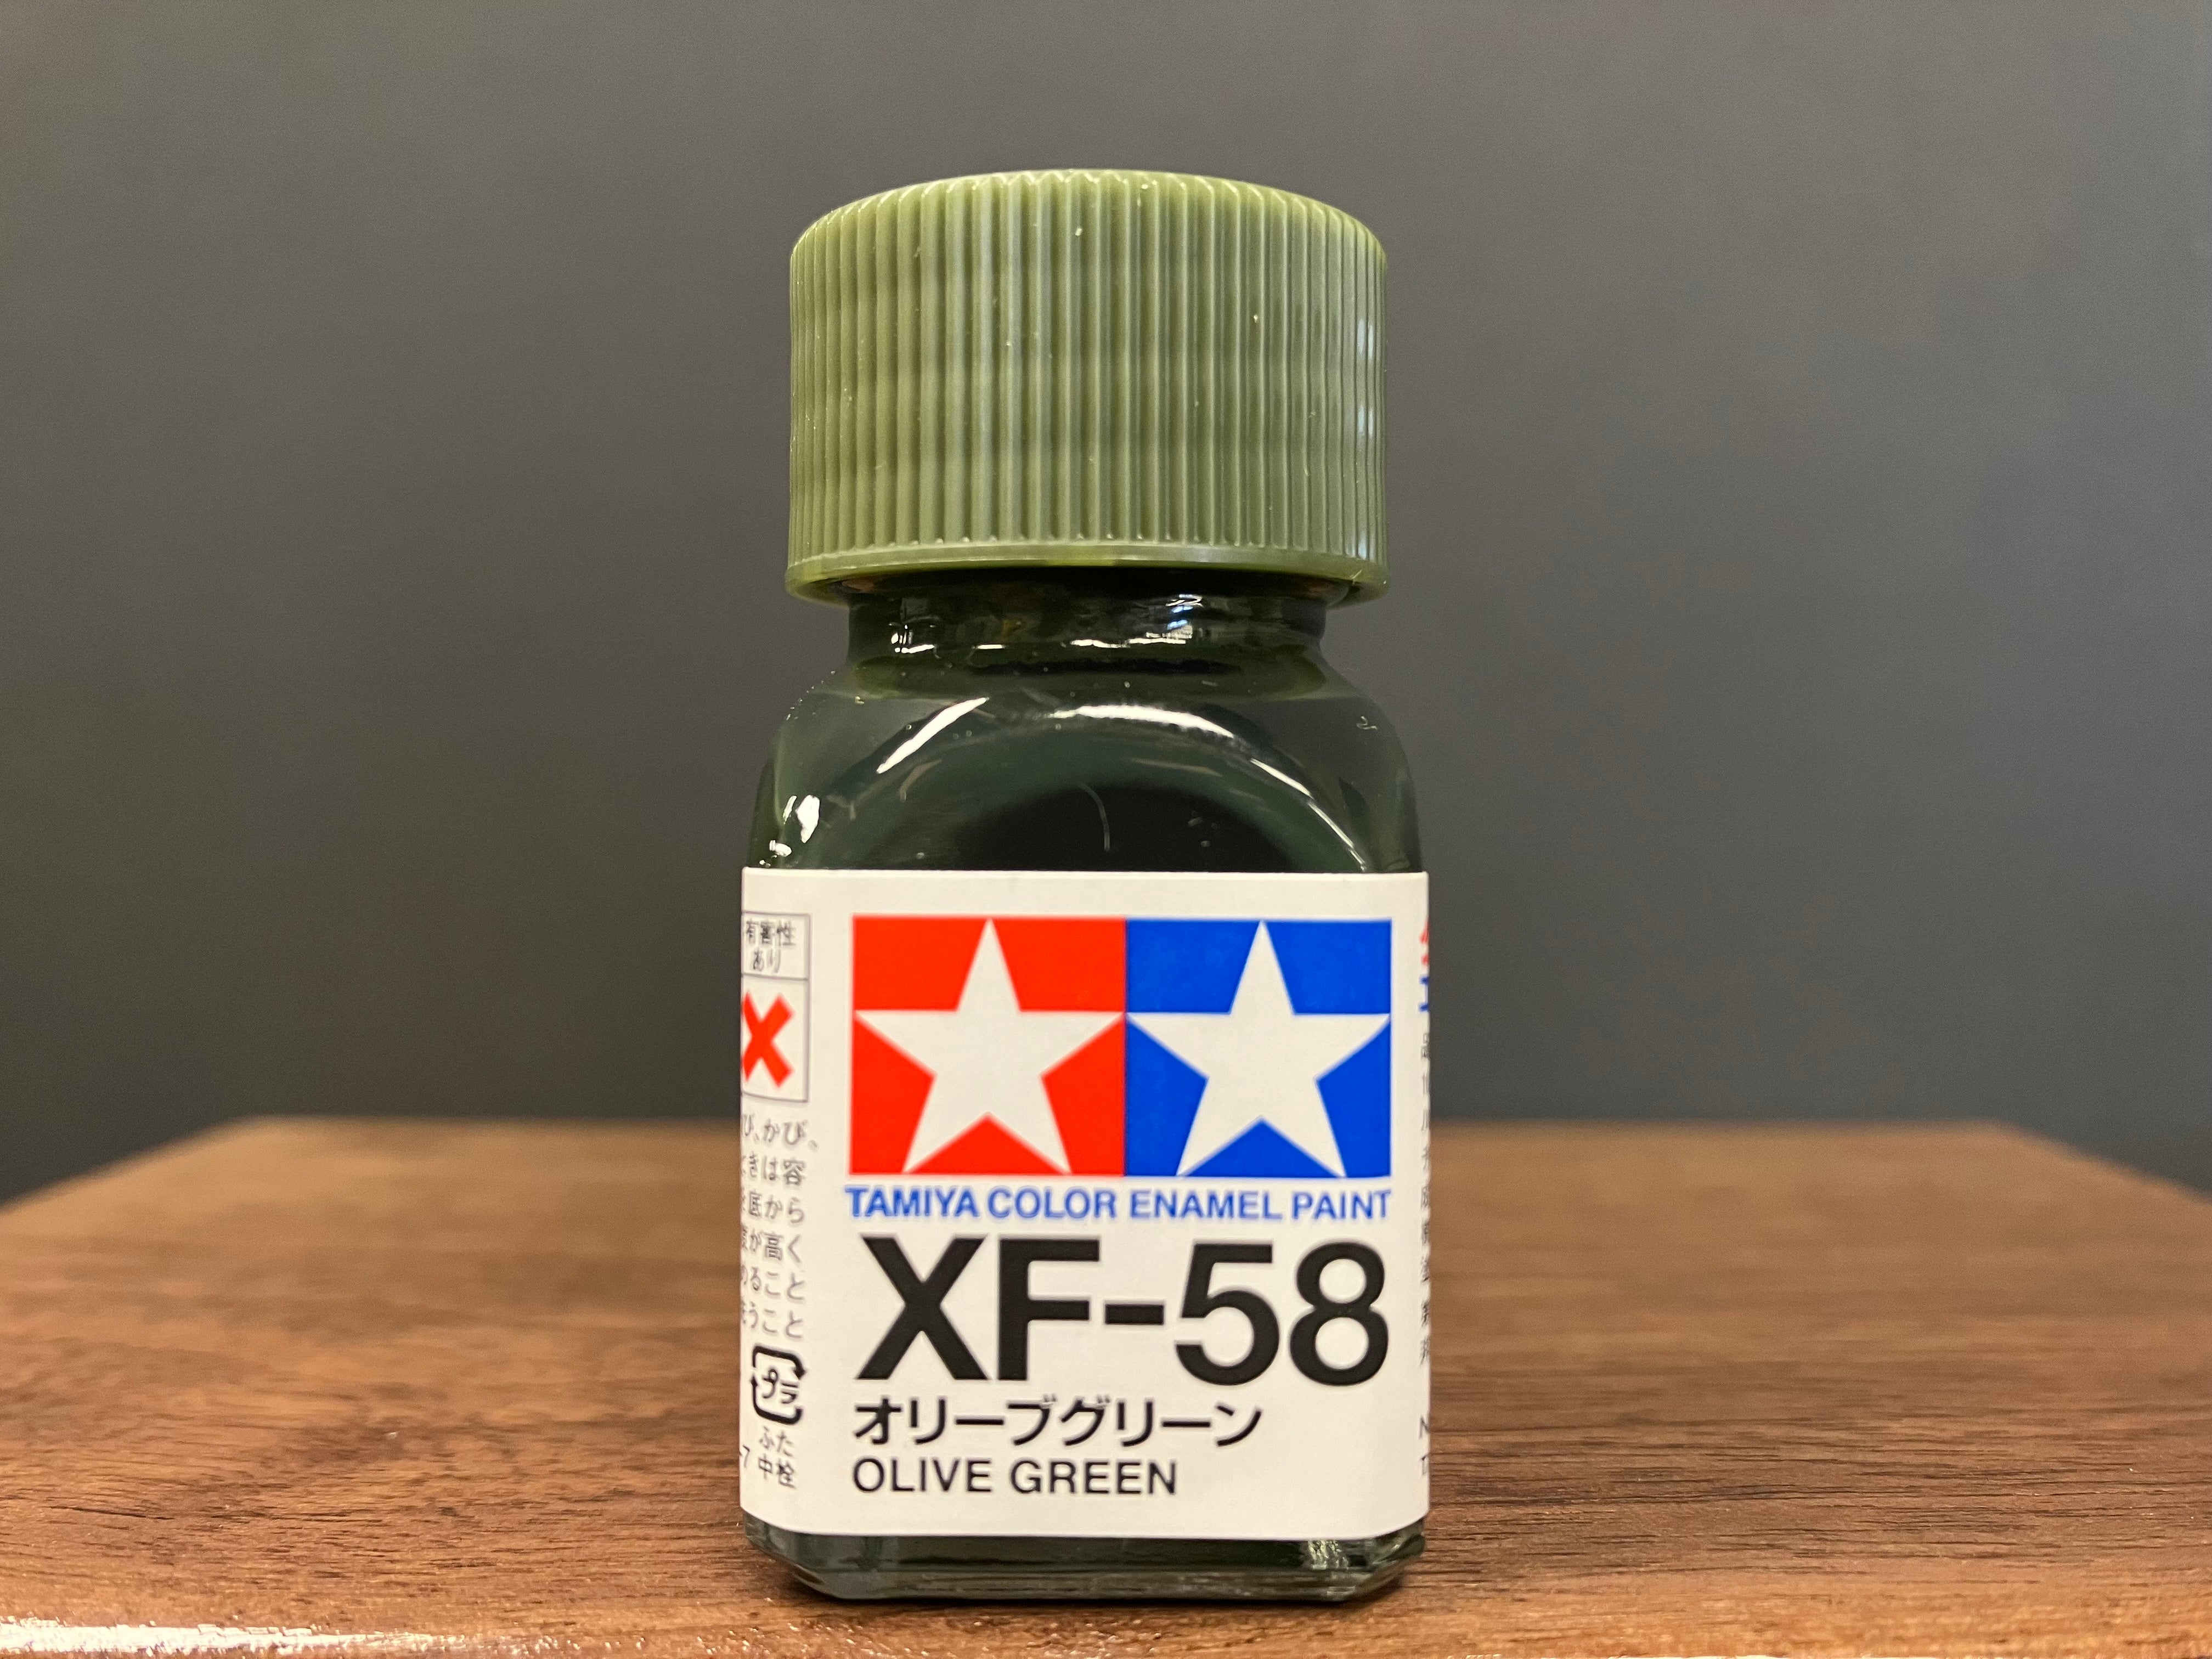 有害性
あり
び、かび、
きは容
底から
が高く
ること
うこと
プラ
ふた
中栓
TAMIYA COLOR ENAMEL PAINT
XF-58
オリーブグリーン
OLIVE GREEN